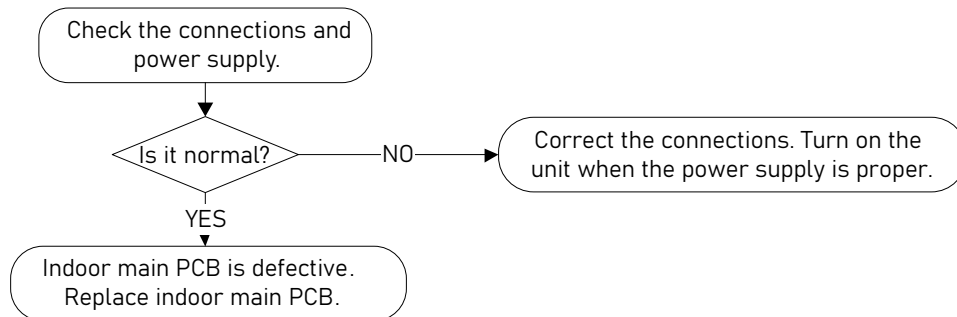 Check the connections and
power supply.
Is it normal?
NO
Correct the connections. Turn on the
unit when the power supply is proper.
YES
Indoor main PCB is defective.
Replace indoor main PCB.